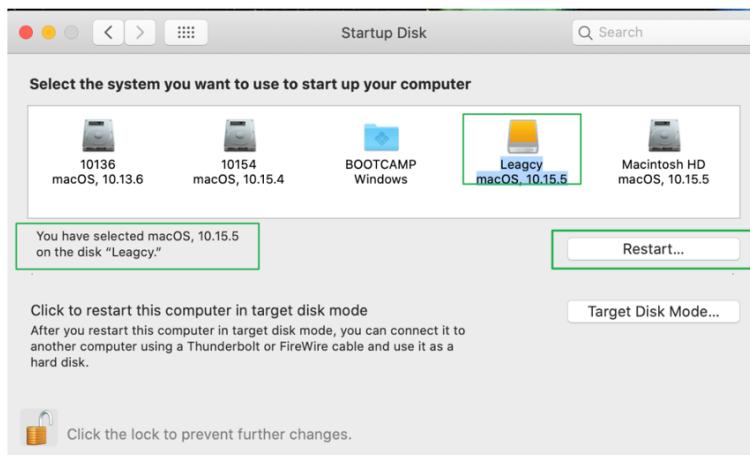 Startup Disk
Search
Select the system you want to use to start up your computer
10136
macOS, 10.13.6
10154
macOS, 10.15.4
BOOTCAMP
Windows
Leagcy
macOS, 10.15.5
Macintosh HD
macOS, 10.15.5
You have selected macOS, 10.15.5
on the disk “Leagcy.”
Restart...
Click to restart this computer in target disk mode
After you restart this computer in target disk mode, you can connect it to
another computer using a Thunderbolt or FireWire cable and use it as a
hard disk.
Target Disk Mode...
Click the lock to prevent further changes.